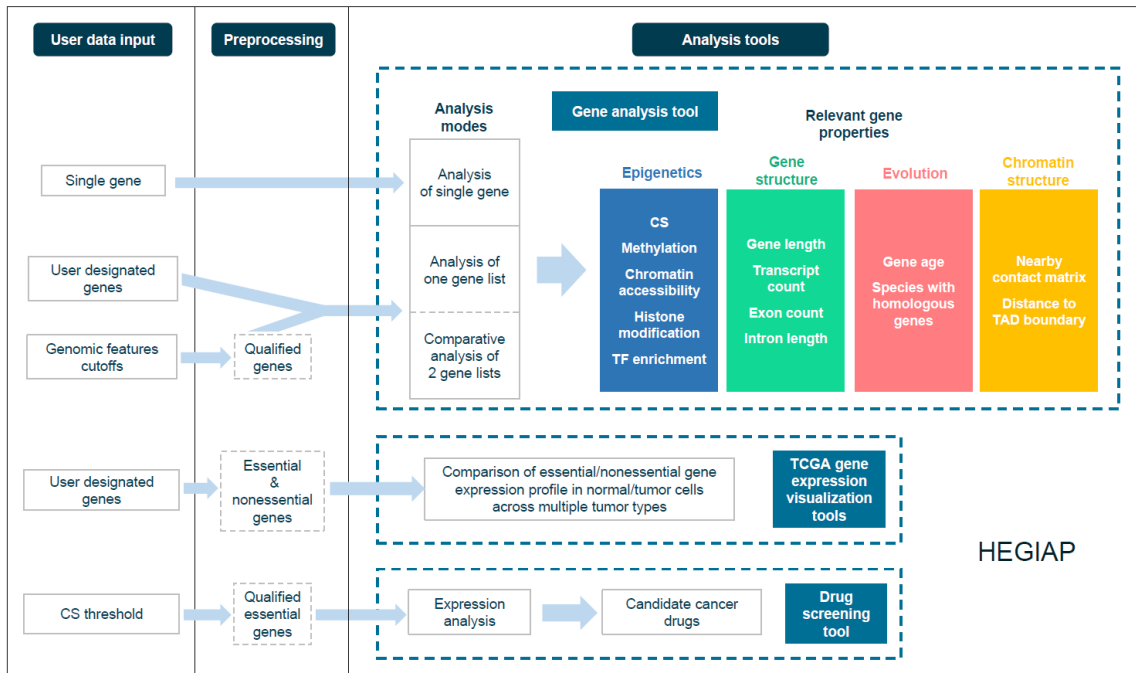 User data input
Preprocessing
Analysis tools
Analysis
modes
Gene analysis tool
Relevant gene
properties
Single gene
Analysis
of single gene
User designated
genes
Analysis of
one gene list
Genomic features
cutoffs
Qualified
genes
Comparative
analysis of
2 gene lists
Epigenetics
CS
Methylation
Chromatin
accessibility
Histone
modification
TF enrichment
Gene
structure
Gene length
Transcript
count
Exon count
Intron length
Evolution
Gene age
Species with
homologous
genes
Chromatin
structure
Nearby
contact matrix
Distance to
TAD boundary
User designated
genes
Essential
&
nonessential
genes
Comparison of essential/nonessential gene
expression profile in normal/tumor cells
across multiple tumor types
TCGA gene
expression
visualization
tools
HEGIAP
CS threshold
Qualified
essential
genes
Expression
analysis
Candidate cancer
drugs
Drug
screening
tool